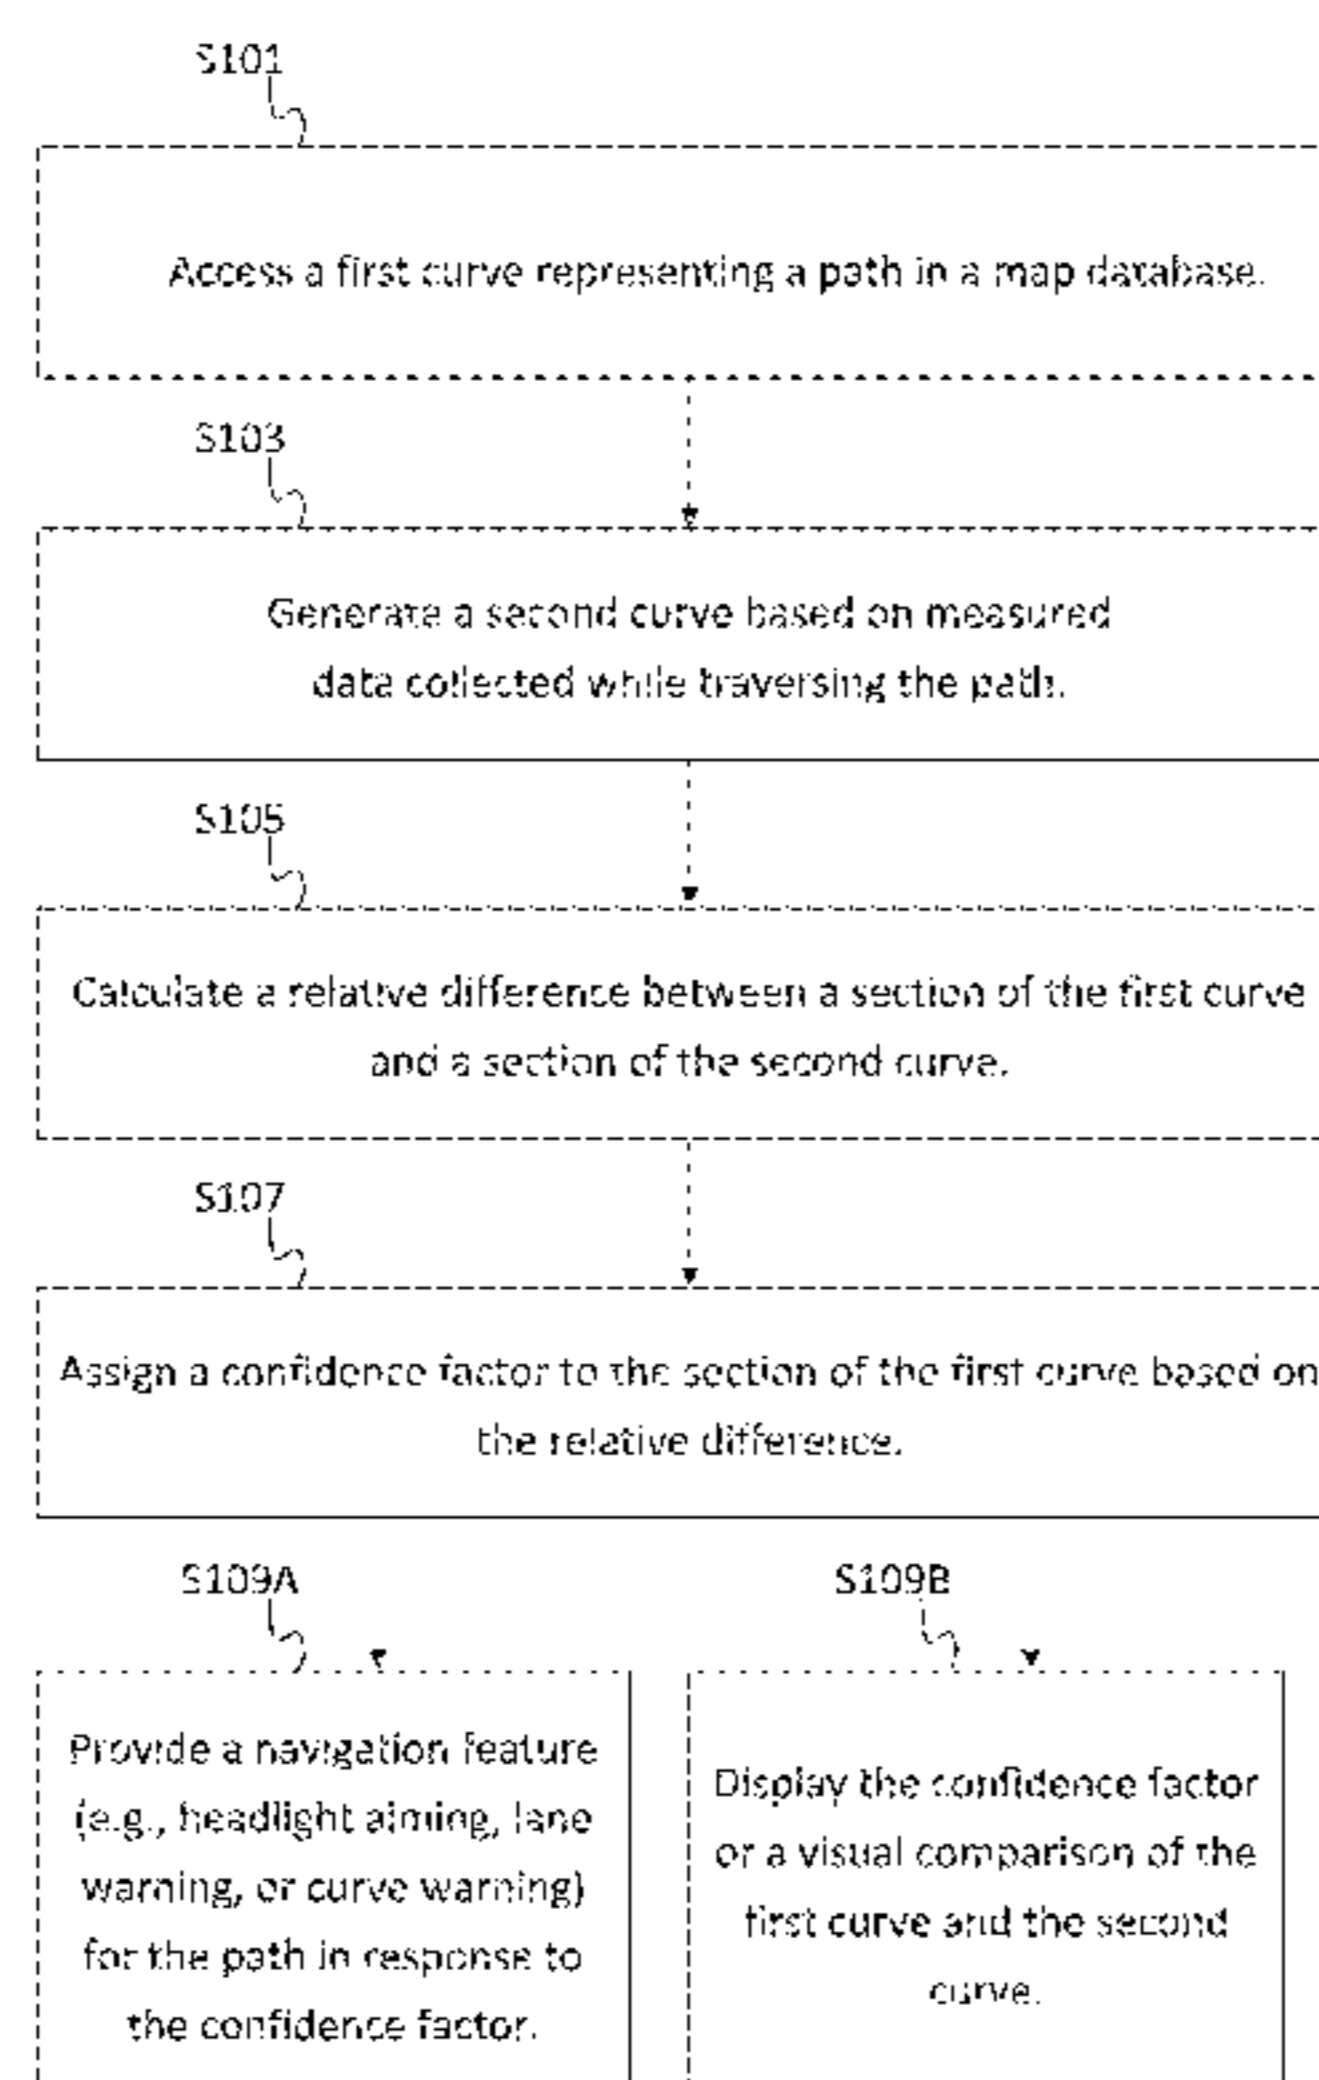 S101
Access a first curve representing a path in a map database.
S103
Generate a second curve based on measured
data collected while traversing the path.
S105
Calculate a relative difference between a section of the first curve
and a section of the second curve.
S107
Assign a confidence factor to the section of the first curve based on
the relative difference.
S109A
Provide a navigation feature
(e.g., headlight aiming, lane
warning, or curve warning)
for the path in response to
the confidence factor.
S109B
Display the confidence factor
or a visual comparison of the
first curve and the second
curve.